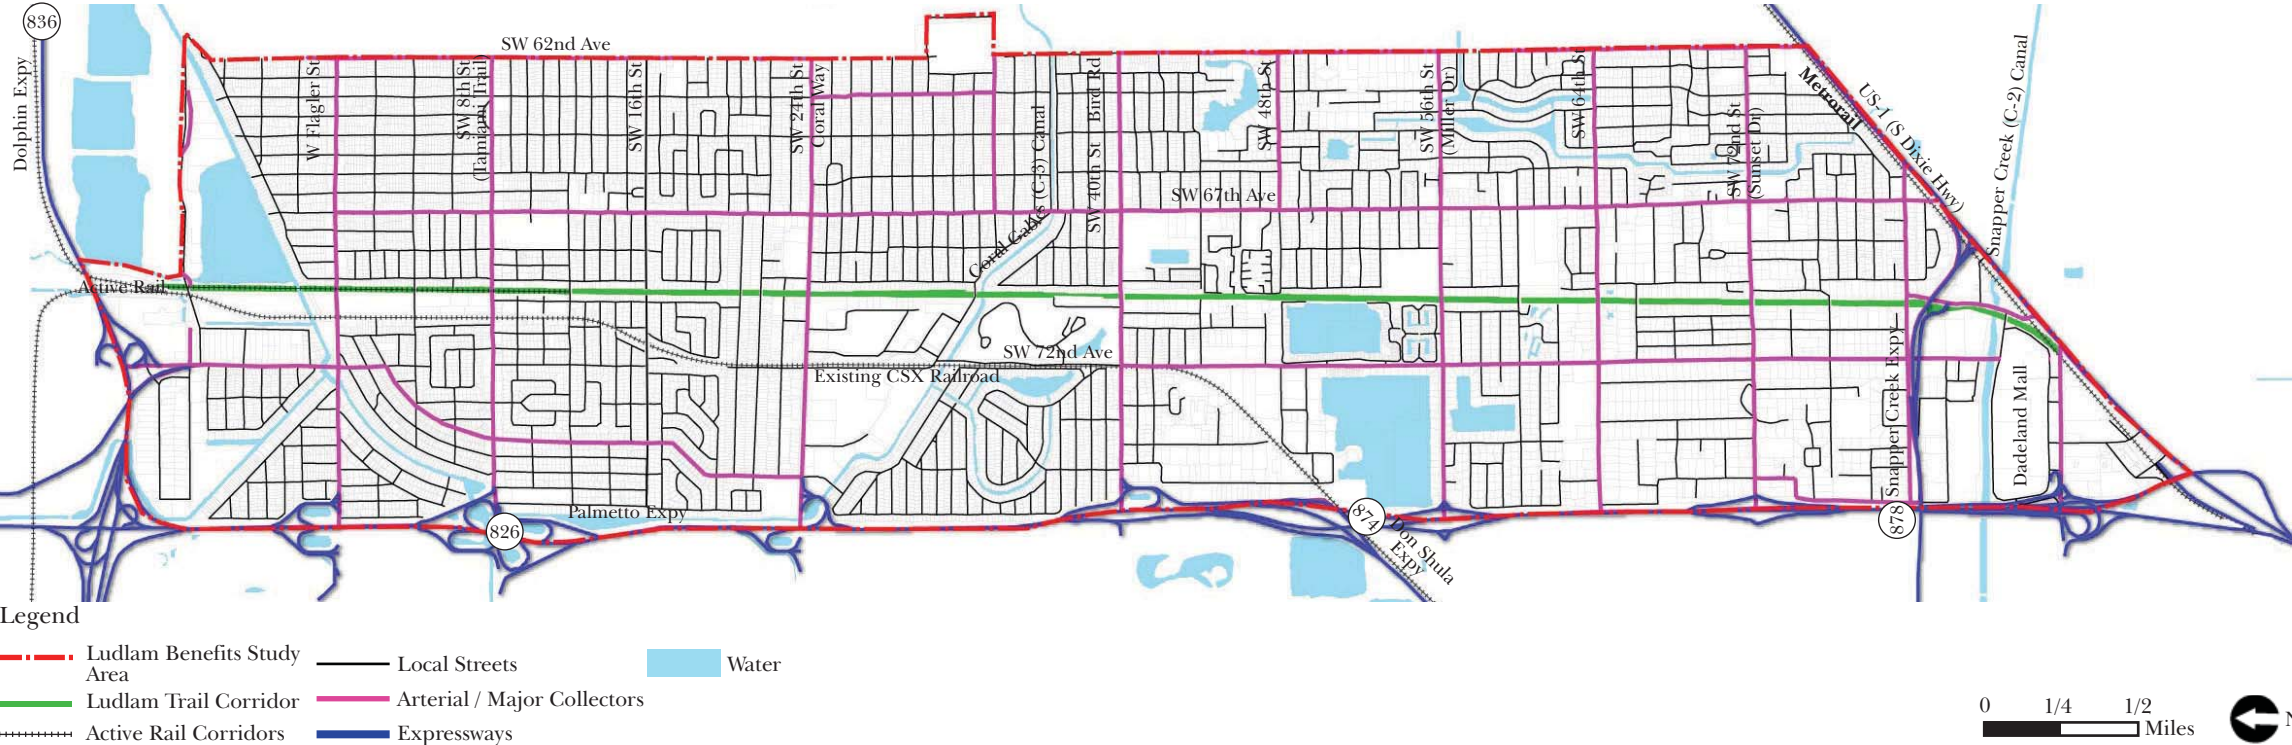 836
Dolphin Expy
SW 62nd Ave
W Flagler St
SW 8th St
(Tamiami Trail)
SW 16th St
SW 24th St
Coral Way
Coral Gables (C-3) Canal
SW 40th St Bird Rd
SW 48th St
SW 56th St
(Miller Dr)
SW 64th St
SW 72nd St
(Sunset Dr)
Metrorail
US-1 (S Dixie Hwy)
Snapper Creek (C-2) Canal
SW 67th Ave
Active Rail
SW 72nd Ave
Existing CSX Railroad
Snapper Creek Expy
Dadeland Mall
Palmetto Expy
826
874
Don Shula
Expy
878
Legend
Ludlam Benefits Study
Area
Ludlam Trail Corridor
Active Rail Corridors
Local Streets
Arterial / Major Collectors
Expressways
Water
0 1/4 1/2
Miles
N